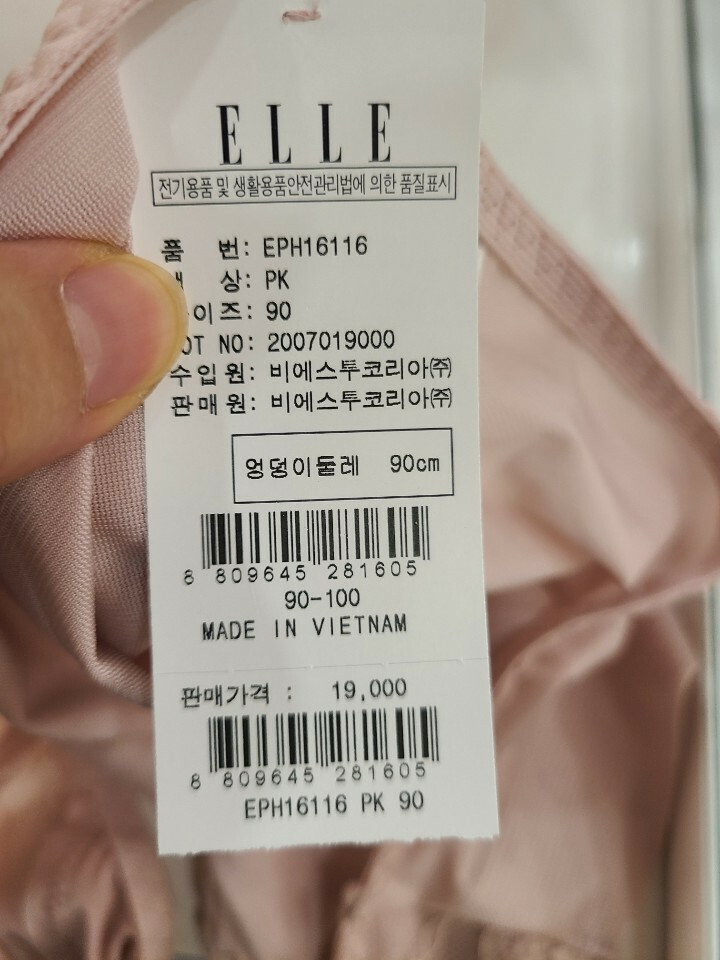 ELLE
전기용품 및 생활용품안전관리법에 의한 품질표시
품 번: EPH16116
상: PK
이즈: 90
OT NO: 2007019000
수입원: 비에스투코리아㈜
판매원: 비에스투코리아㈜
엉덩이둘레 90cm
8 809645 281605
90-100
MADE IN VIETNAM
판매가격 : 19,000
8 809645 281605
EPH16116 PK 90